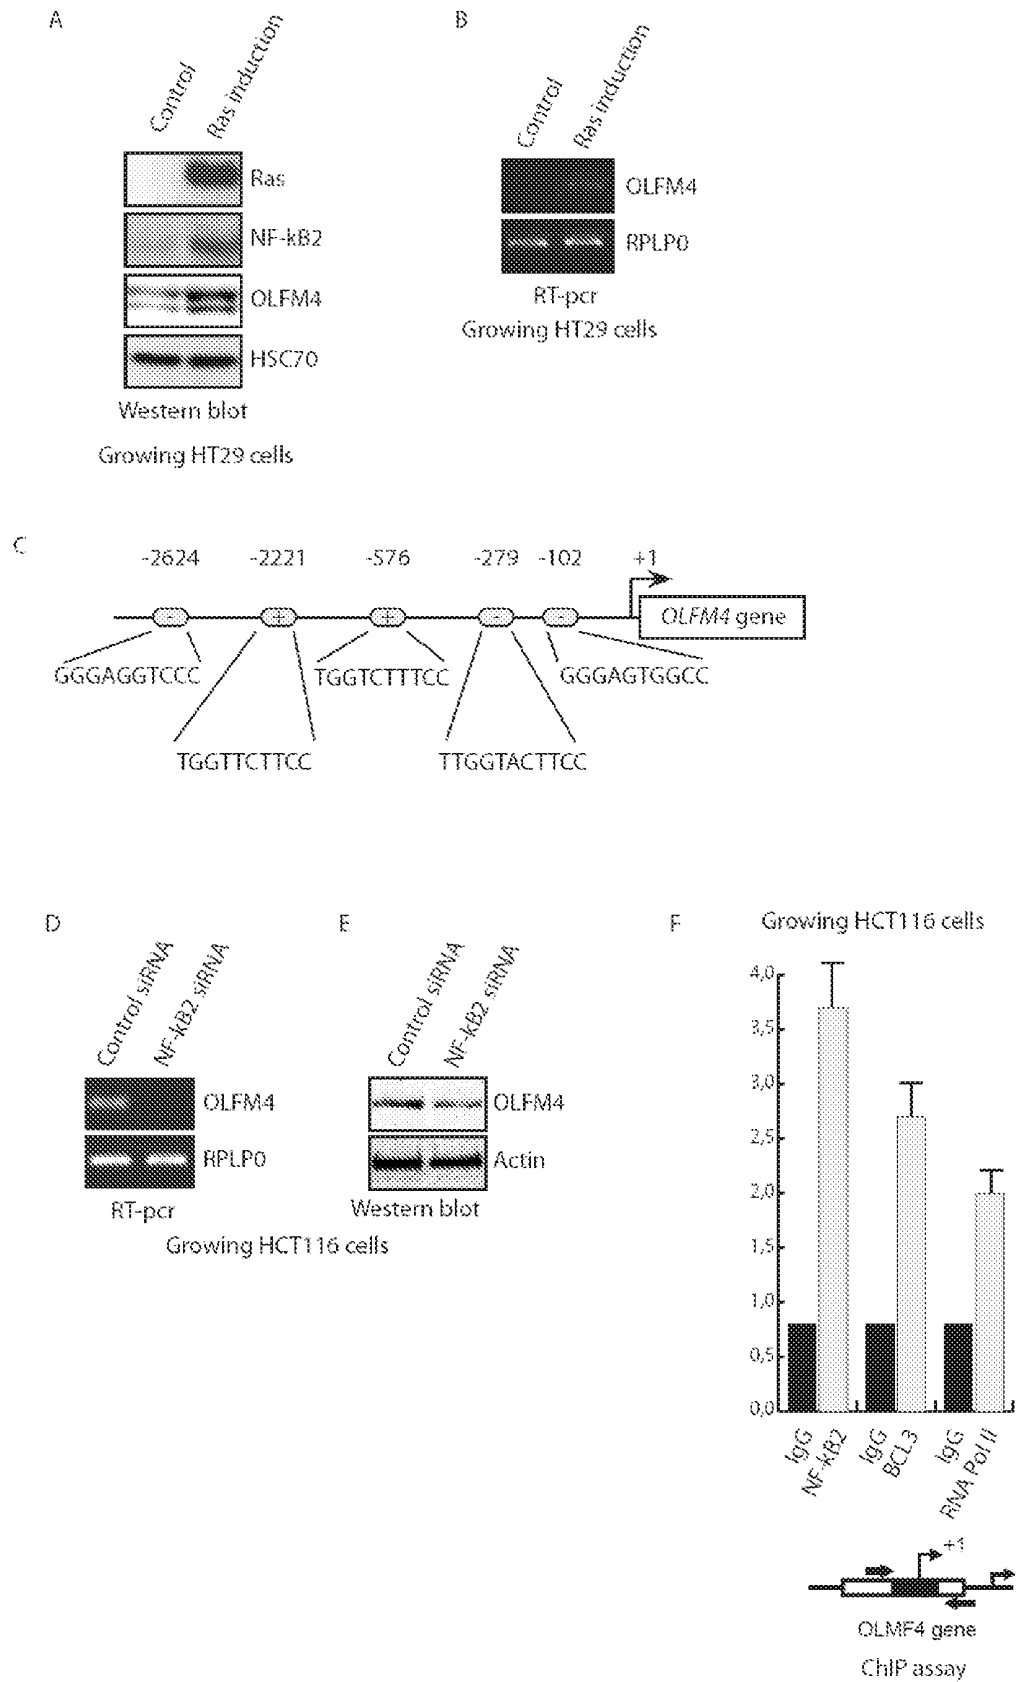 A
Control
Ras induction
Ras
NF-kB2
OLFM4
HSC70
Western blot
Growing HT29 cells
B
Control
Ras induction
OLFM4
RPLP0
RT-pcr
Growing HT29 cells
C
-2624 -2221 -576 -279 -102 +1
- + + - -
OLFM4 gene
GGGAGGTCCC TGGTCTTTCC GGGAGTGGCC
TGGTTCTTCC TTGGTACTTCC
D
Control siRNA
NF-kB2 siRNA
OLFM4
RPLP0
RT-pcr
E
Control siRNA
NF-kB2 siRNA
OLFM4
Actin
Western blot
Growing HCT116 cells
F
Growing HCT116 cells
4,0
3,5
3,0
2,5
2,0
1,5
1,0
0,5
0,0
IgG
NF-kB2
IgG
BCL3
IgG
RNA Pol II
+1
OLMF4 gene
ChIP assay